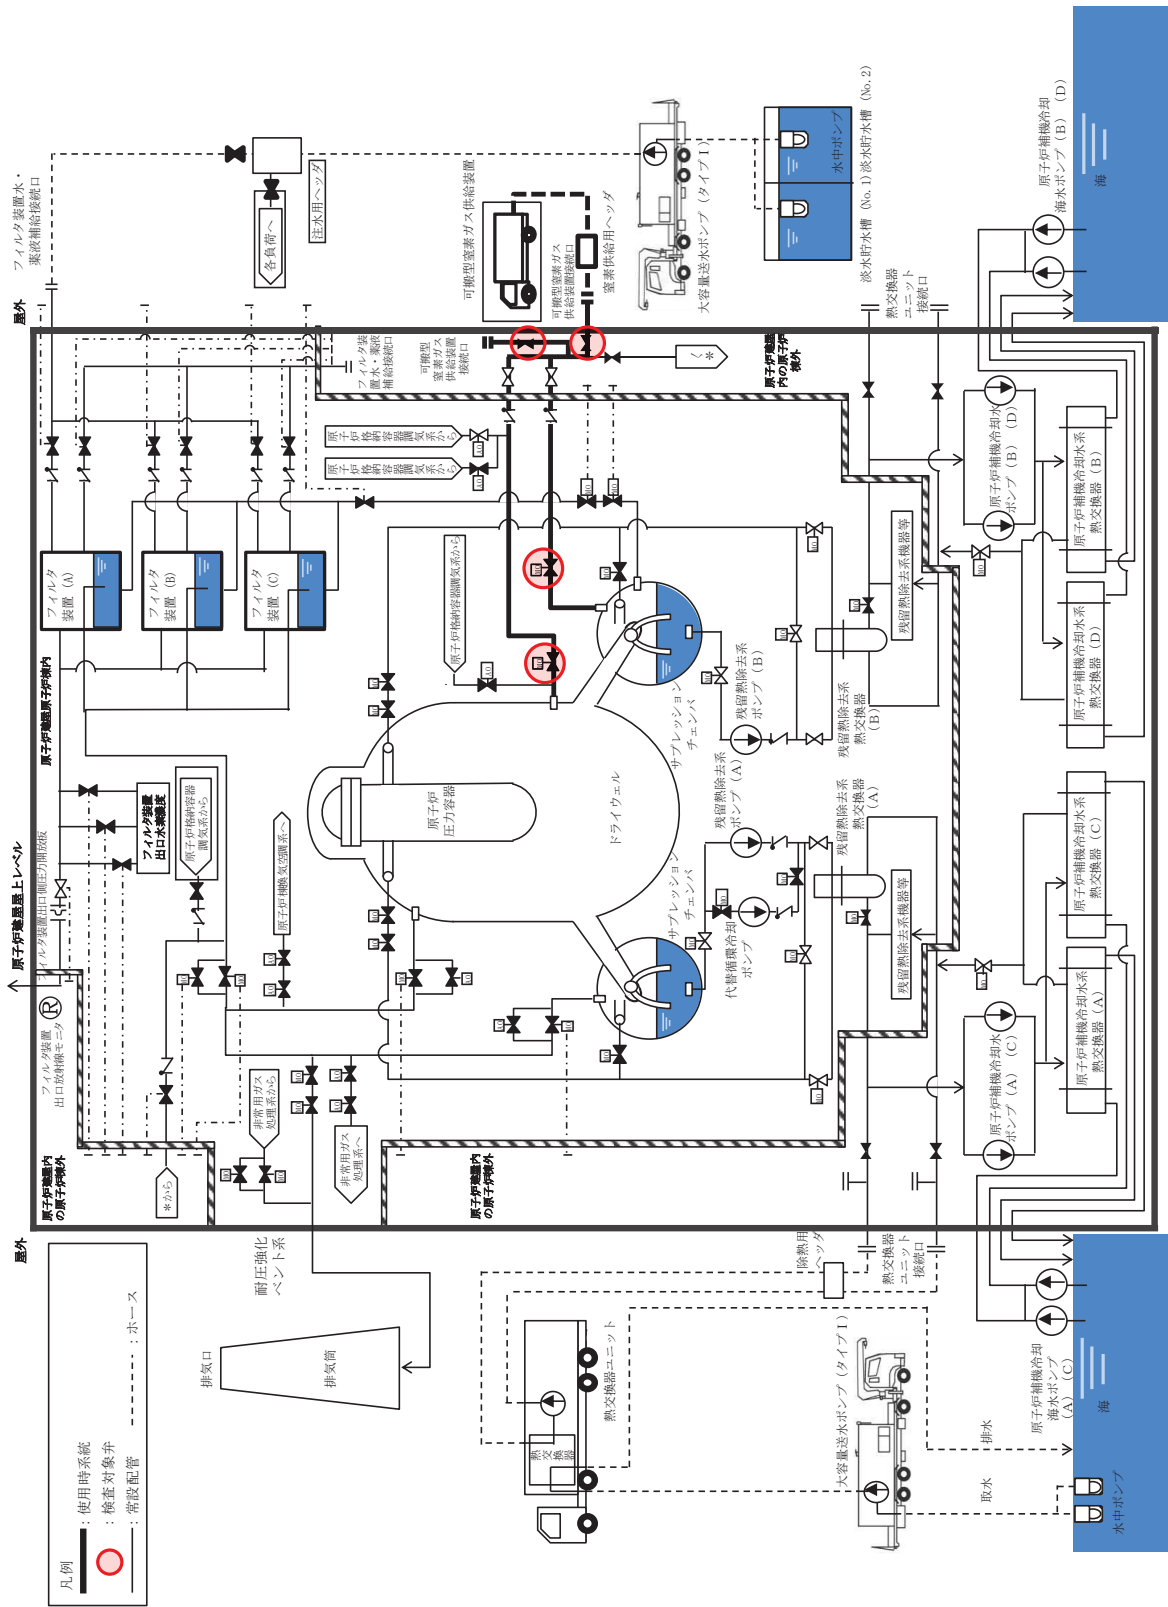 凡例
：使用時系統
：検査対象弁
：常設配管
：ホース
屋外
排気口
排気筒
耐圧強化
ベント系
熱交換器ユニット
熱交換器
除熱用
ヘッダ
熱交換器
ユニット
接続口
大容量送水ポンプ（タイプⅠ）
排水
取水
水中ポンプ
原子炉補機冷却
海水ポンプ
（A）（C）
海
原子炉建屋内
の原子炉棟外
原子炉建屋内
の原子炉棟外
＊から
非常用ガス
処理系から
非常用ガス
処理系へ
原子炉建屋屋上レベル
フィルタ装置
出口放射線モニタ
R
フィルタ装置出口側圧力開放板
フィルタ装置
出口水素濃度
原子炉格納容器
調気系から
原子炉建屋原子炉棟内
フィルタ
装置（A）
フィルタ
装置（B）
フィルタ
装置（C）
原子炉
圧力容器
ドライウェル
サプレッション
チェンバ
サプレッション
チェンバ
原子炉格納容器調気系から
原子炉格納容器調気系から
原子炉格納容器調気系から
代替循環冷却
ポンプ
残留熱除去系
ポンプ（A）
残留熱除去系
ポンプ（B）
残留熱除去系
熱交換器
（A）
残留熱除去系
熱交換器
（B）
残留熱除去系機器等
残留熱除去系機器等
原子炉補機冷却水
ポンプ（A）（C）
原子炉補機冷却水系
熱交換器（A）
原子炉補機冷却水系
熱交換器（C）
原子炉補機冷却水系
熱交換器（D）
原子炉補機冷却水系
熱交換器（B）
原子炉補機冷却水
ポンプ（B）（D）
原子炉建屋
内の原子炉
棟外
屋外
フィルタ装置水・
薬液補給接続口
フィルタ装
置水・薬液
補給接続口
各負荷へ
注水用ヘッダ
可搬型
窒素ガス
供給装置
接続口
可搬型窒素ガス供給装置
可搬型窒素ガス
供給装置接続口
窒素供給用ヘッダ
＊へ
大容量送水ポンプ（タイプⅠ）
水中ポンプ
淡水貯水槽（No.1）
淡水貯水槽（No.2）
熱交換器
ユニット
接続口
原子炉補機冷却
海水ポンプ（B）（D）
海